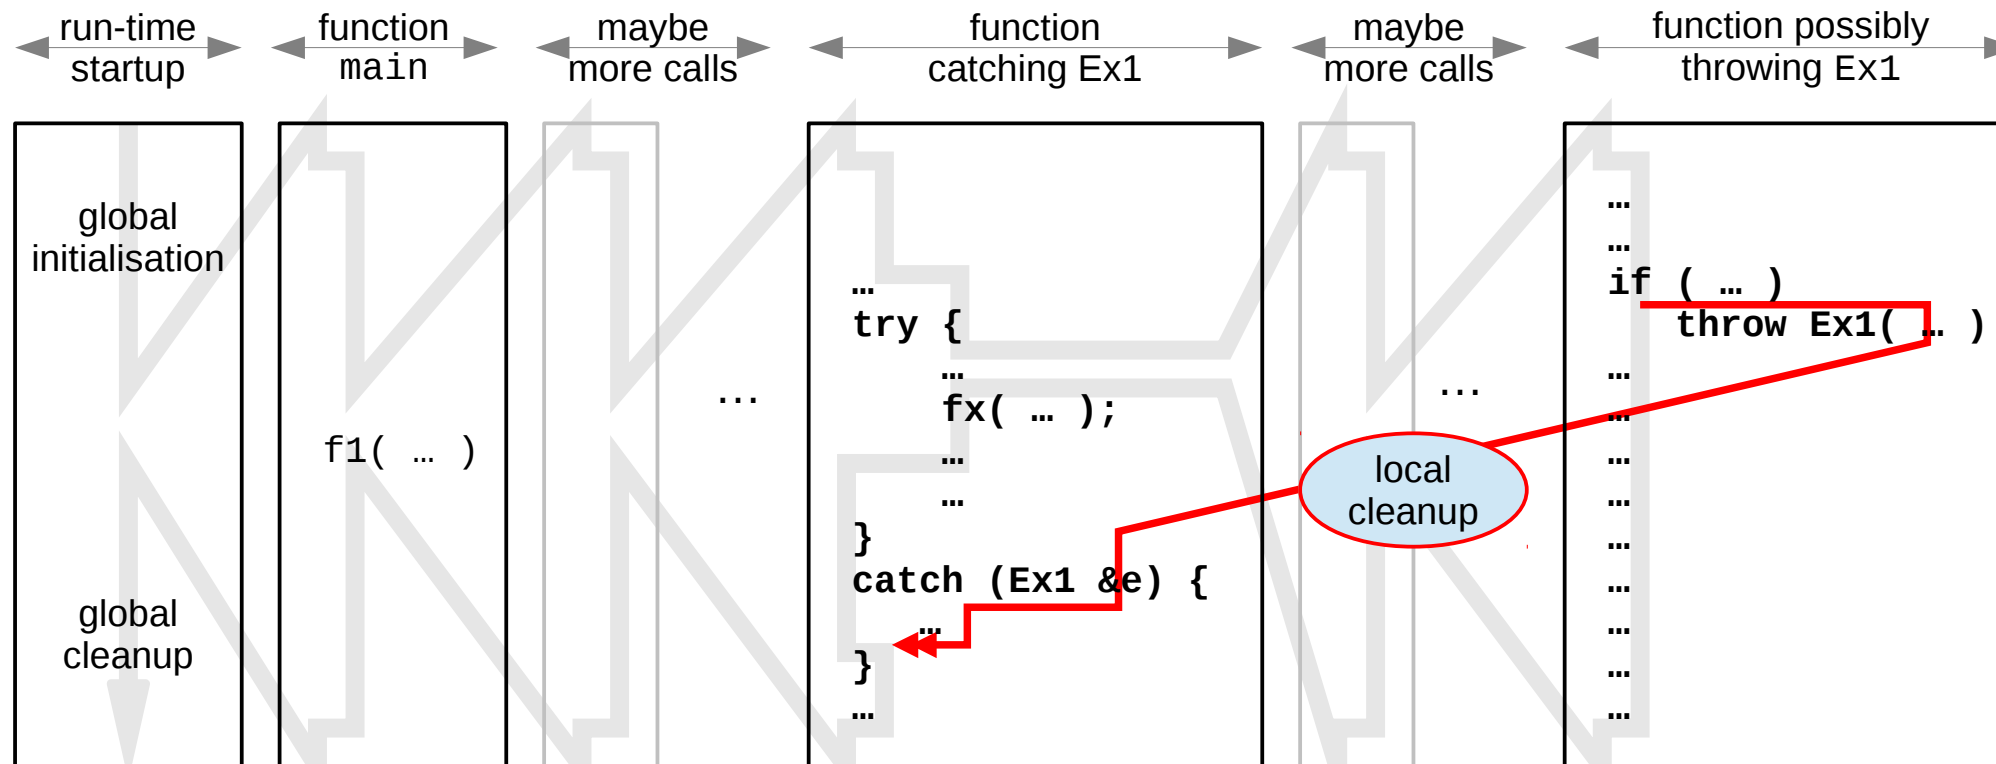 run-time
startup
function
main
maybe
more calls
function
catching Ex1
maybe
more calls
function possibly
throwing Ex1
global
initialisation
global
cleanup
f1( … )
…
…
try {
…
fx( … );
…
…
}
catch (Ex1 &e) {
…
}
…
…
local
cleanup
…
…
if ( … )
throw Ex1( … )
…
…
…
…
…
…
…
…
…